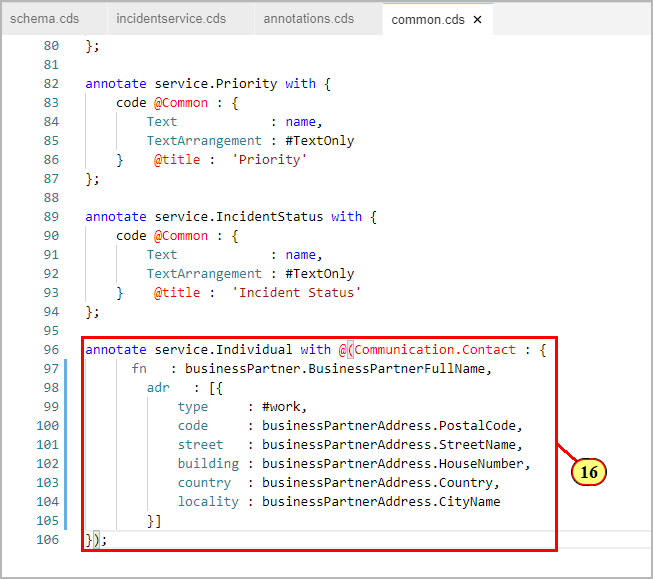 schema.cds incidentservice.cds annotations.cds common.cds ×
80 };
81
82 annotate service.Priority with {
83     code @Common : {
84         Text            : name,
85         TextArrangement : #TextOnly
86     }    @title :  'Priority'
87 };
88
89 annotate service.IncidentStatus with {
90     code @Common : {
91         Text            : name,
92         TextArrangement : #TextOnly
93     }    @title :  'Incident Status'
94 };
95
96 annotate service.Individual with @(Communication.Contact : {
97       fn   : businessPartner.BusinessPartnerFullName,
98         adr   : [{
99             type     : #work,
100             code     : businessPartnerAddress.PostalCode,
101             street   : businessPartnerAddress.StreetName,
102             building : businessPartnerAddress.HouseNumber,
103             country  : businessPartnerAddress.Country,
16
104             locality : businessPartnerAddress.CityName
105         }]
106 });